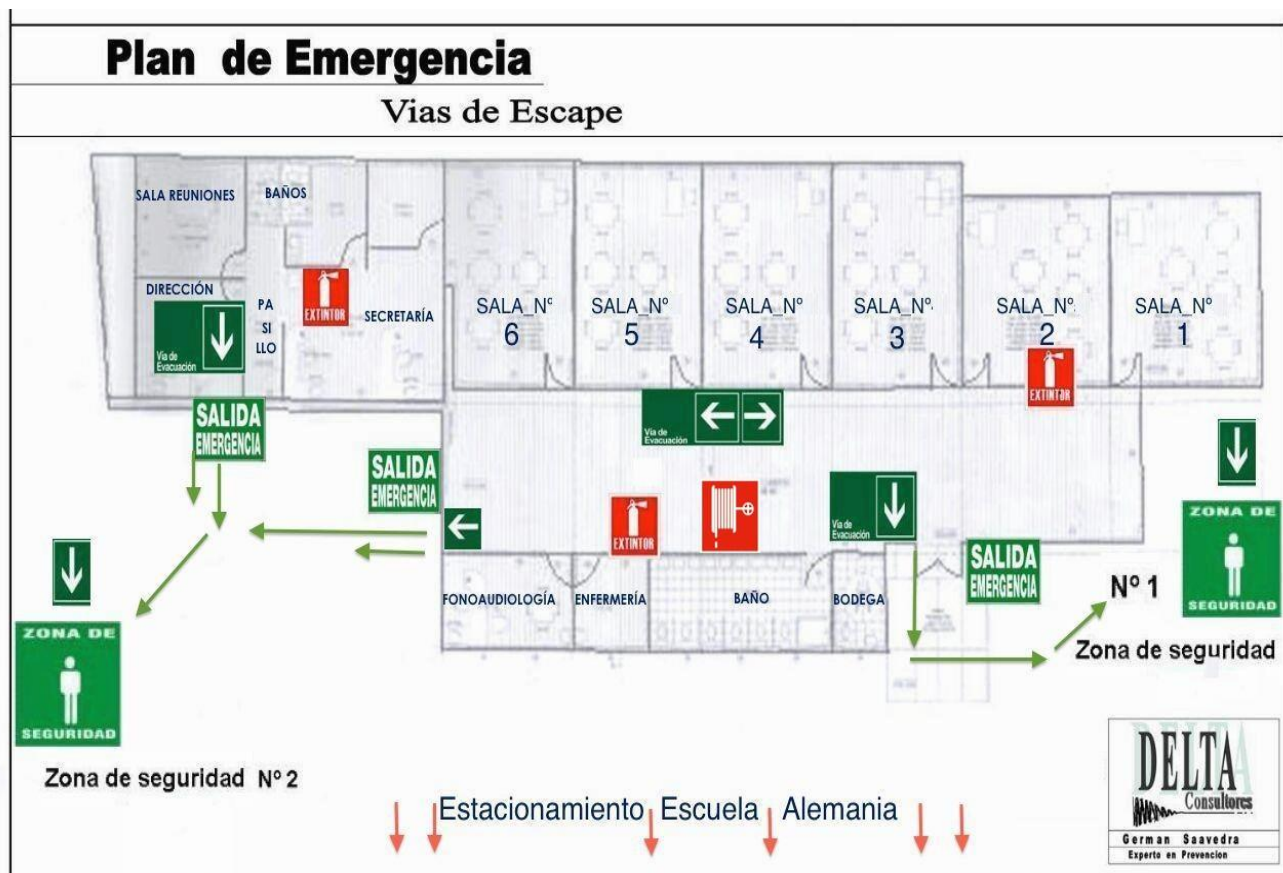 Plan de Emergencia
Vias de Escape
SALA REUNIONES
BAÑOS
DIRECCIÓN
PA
SI
LLO
SECRETARÍA
EXTINTOR
Vía de
Evacuación
SALIDA
EMERGENCIA
SALA_Nº
6
SALA_Nº
5
SALA_Nº
4
SALA_Nº
3
SALA_Nº
2
SALA_Nº
1
EXTINTOR
Vía de
Evacuación
SALIDA
EMERGENCIA
EXTINTOR
Vía de
Evacuación
SALIDA
EMERGENCIA
ZONA DE
SEGURIDAD
Nº 1
Zona de seguridad
FONOAUDIOLOGÍA
ENFERMERÍA
BAÑO
BODEGA
ZONA DE
SEGURIDAD
Zona de seguridad Nº 2
Estacionamiento Escuela Alemania
DELTA
Consultores
German Saavedra
Experto en Prevencion